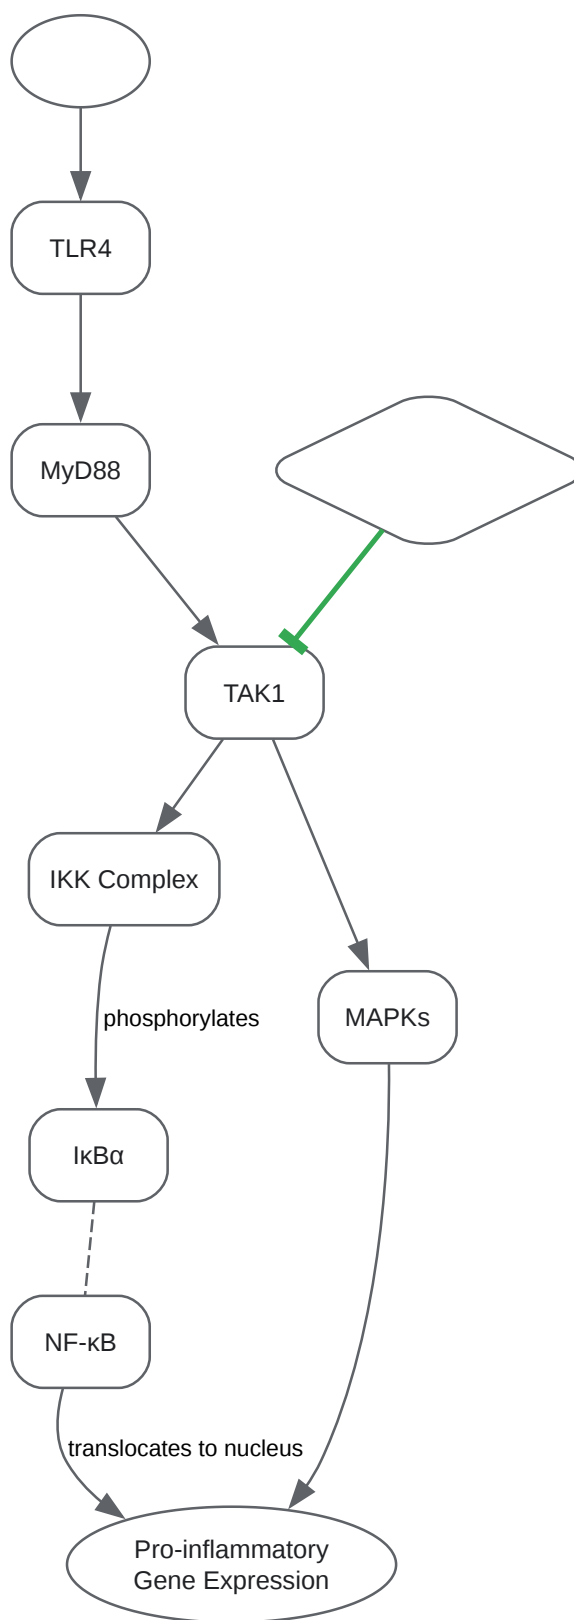 TLR4
MyD88
TAK1
IKK Complex
phosphorylates
MAPKs
IκBα
NF-κB
translocates to nucleus
Pro-inflammatory
Gene Expression